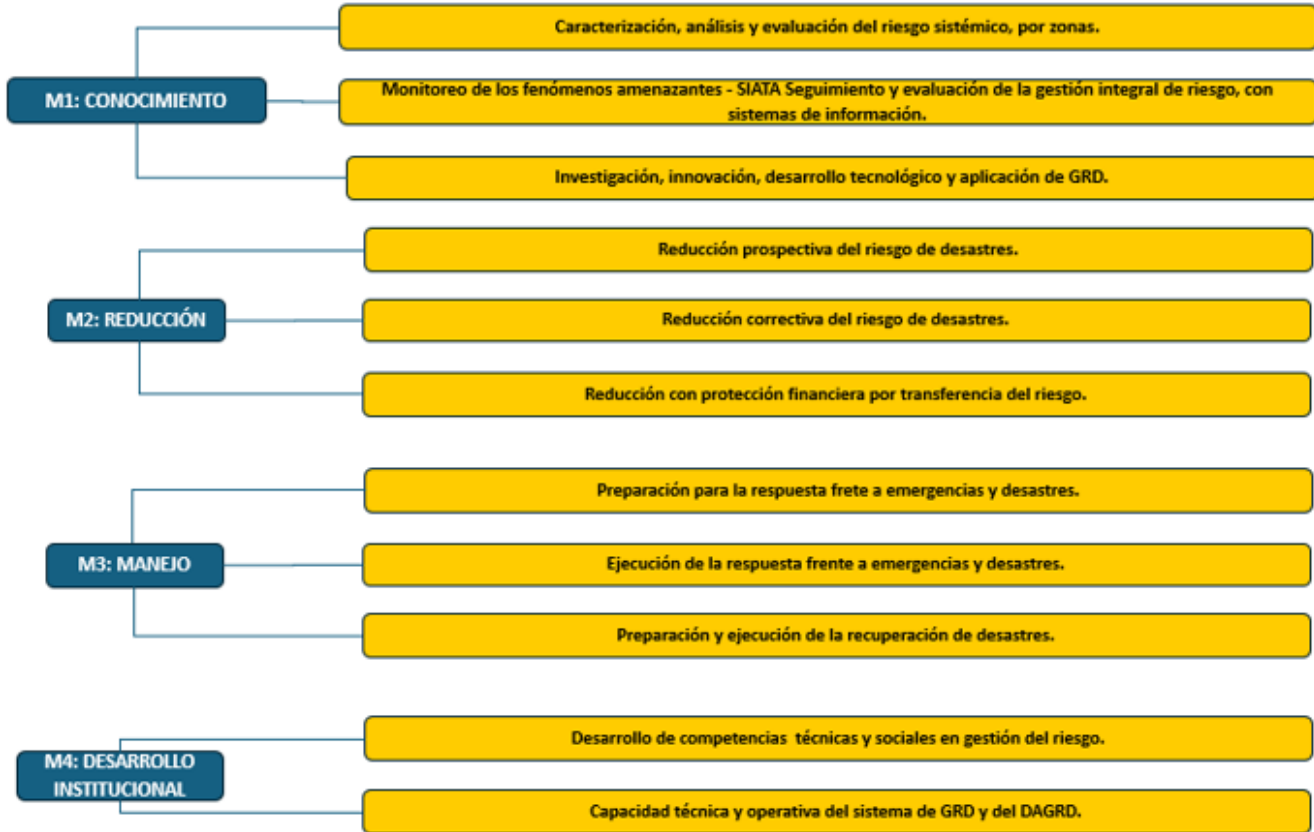 Caracterización, análisis y evaluación del riesgo sistémico, por zonas.
M1: CONOCIMIENTO
Monitoreo de los fenómenos amenazantes - SIATA Seguimiento y evaluación de la gestión integral de riesgo, con
sistemas de información.
Investigación, innovación, desarrollo tecnológico y aplicación de GRD.
Reducción prospectiva del riesgo de desastres.
M2: REDUCCIÓN
Reducción correctiva del riesgo de desastres.
Reducción con protección financiera por transferencia del riesgo.
Preparación para la respuesta frete a emergencias y desastres.
M3: MANEJO
Ejecución de la respuesta frente a emergencias y desastres.
Preparación y ejecución de la recuperación de desastres.
Desarrollo de competencias técnicas y sociales en gestión del riesgo.
M4: DESARROLLO
INSTITUCIONAL
Capacidad técnica y operativa del sistema de GRD y del DAGRD.